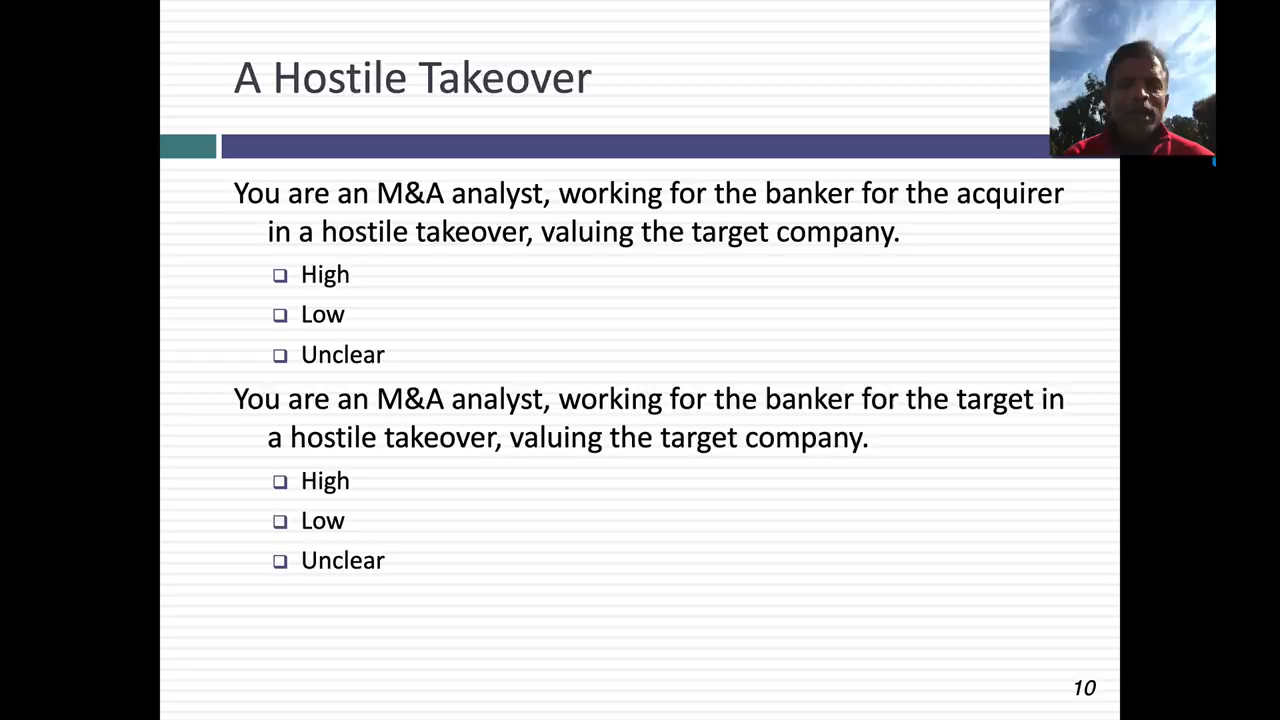 A Hostile Takeover
You are an M&A analyst, working for the banker for the acquirer
in a hostile takeover, valuing the target company.
❑ High
❑ Low
❑ Unclear
You are an M&A analyst, working for the banker for the target in
a hostile takeover, valuing the target company.
❑ High
❑ Low
❑ Unclear
10